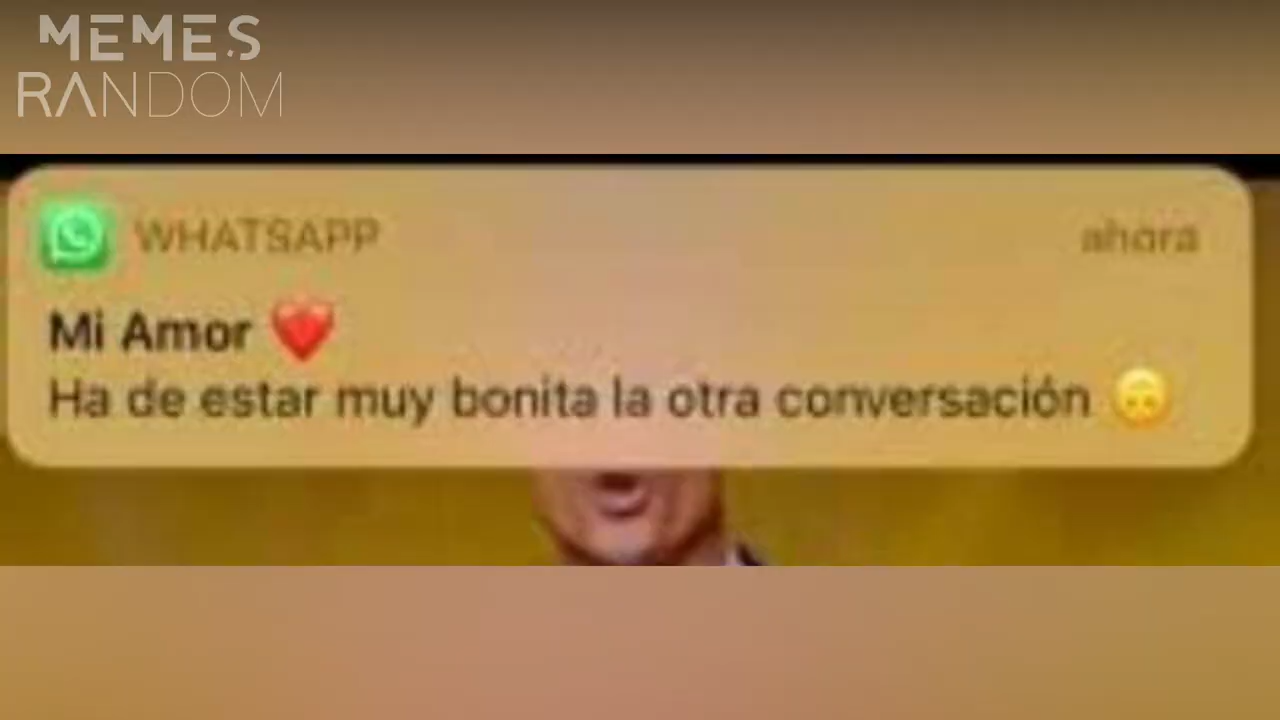 MEMES
RANDOM
WHATSAPP ahora
Mi Amor ❤️
Ha de estar muy bonita la otra conversación 🙃